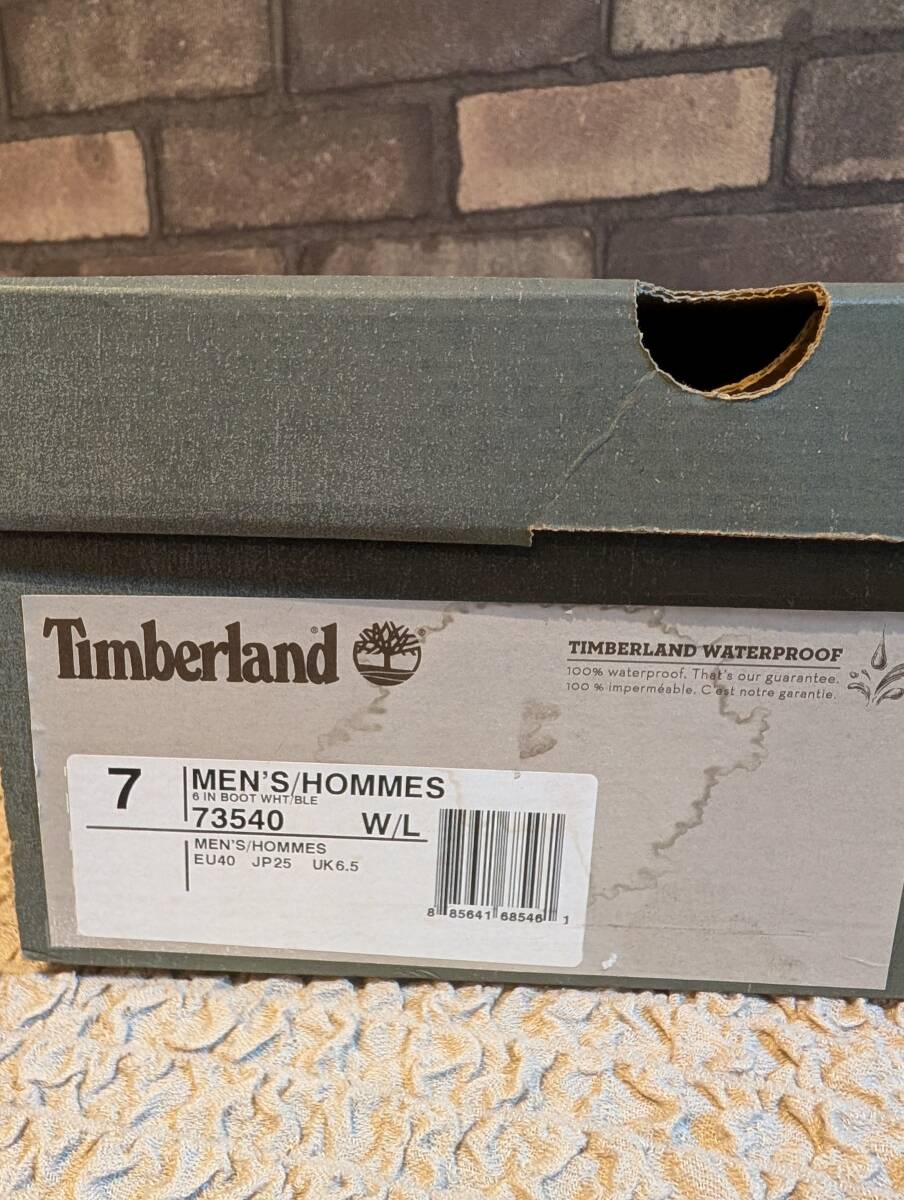 Timberland®
TIMBERLAND WATERPROOF
100% waterproof. That's our guarantee.
100 % imperméable. C'est notre garantie.
7
MEN'S/HOMMES
6 IN BOOT WHT/BLE
73540 W/L
MEN'S/HOMMES
EU40 JP25 UK6.5
8 85641 68546 1